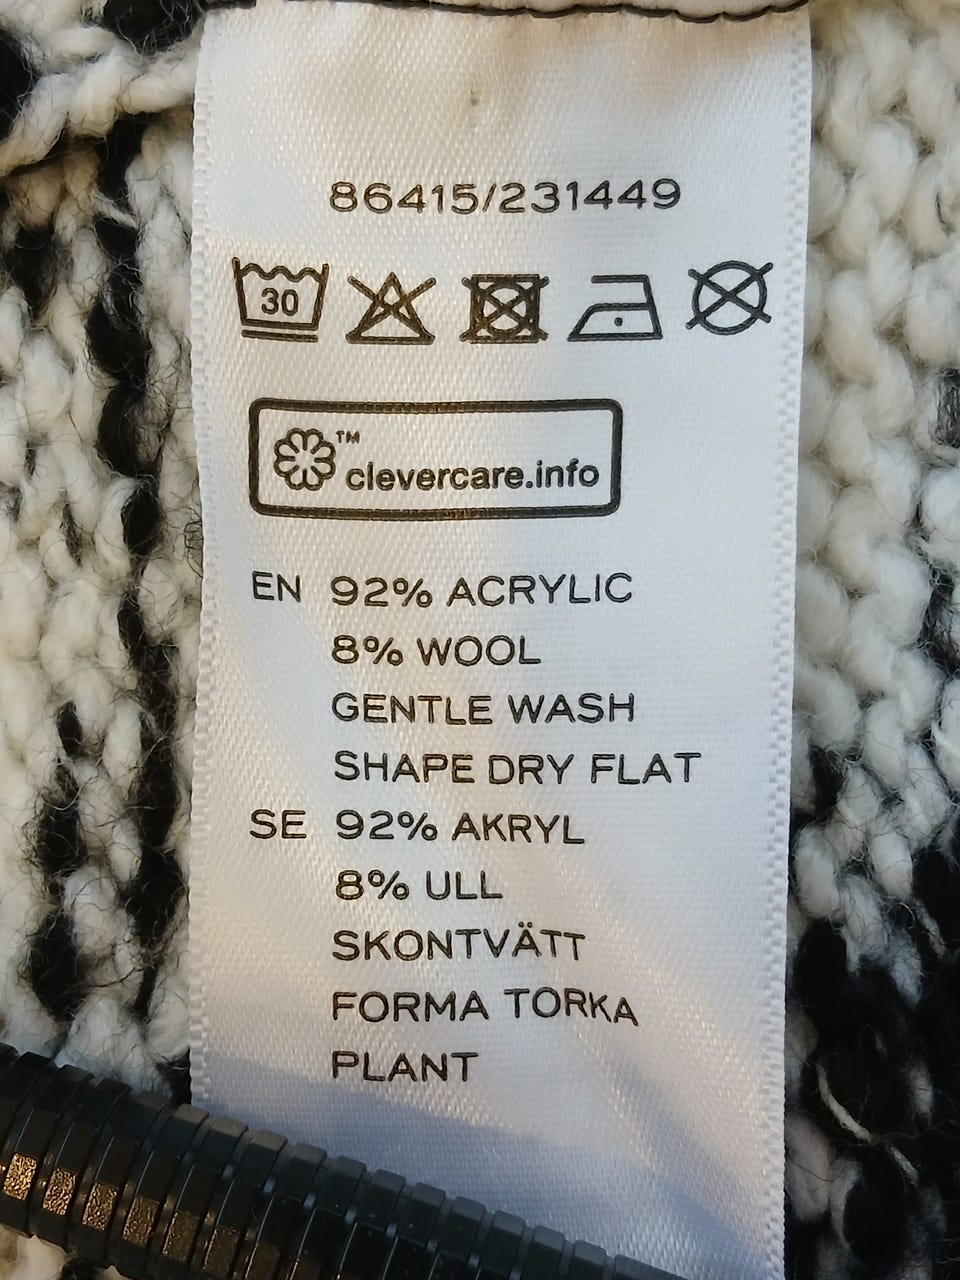 86415/231449
30
™
clevercare.info
EN 92% ACRYLIC
8% WOOL
GENTLE WASH
SHAPE DRY FLAT
SE 92% AKRYL
8% ULL
SKONTVÄTT
FORMA TORKA
PLANT